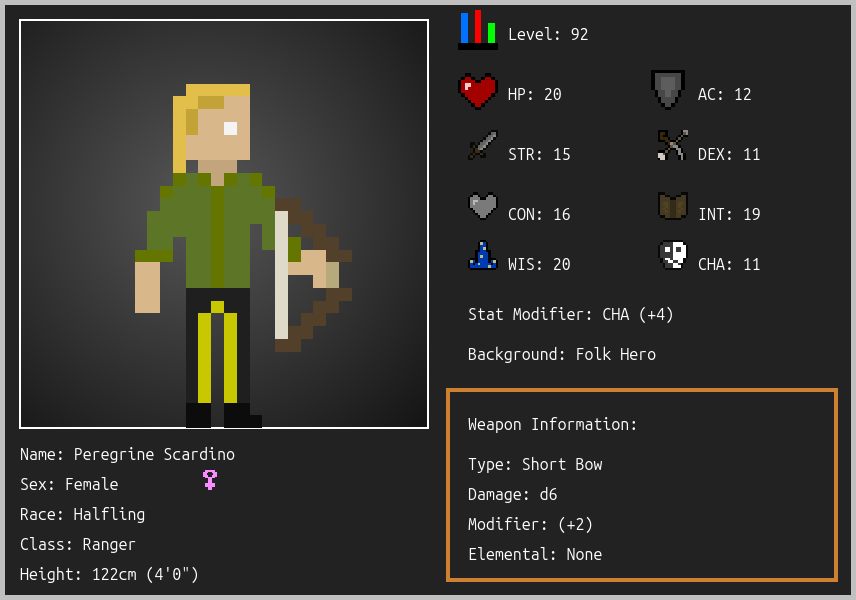 Level: 92
HP: 20
AC: 12
STR: 15
DEX: 11
CON: 16
INT: 19
WIS: 20
CHA: 11
Stat Modifier: CHA (+4)
Background: Folk Hero
Weapon Information:
Type: Short Bow
Damage: d6
Modifier: (+2)
Elemental: None
Name: Peregrine Scardino
Sex: Female
Race: Halfling
Class: Ranger
Height: 122cm (4'0")